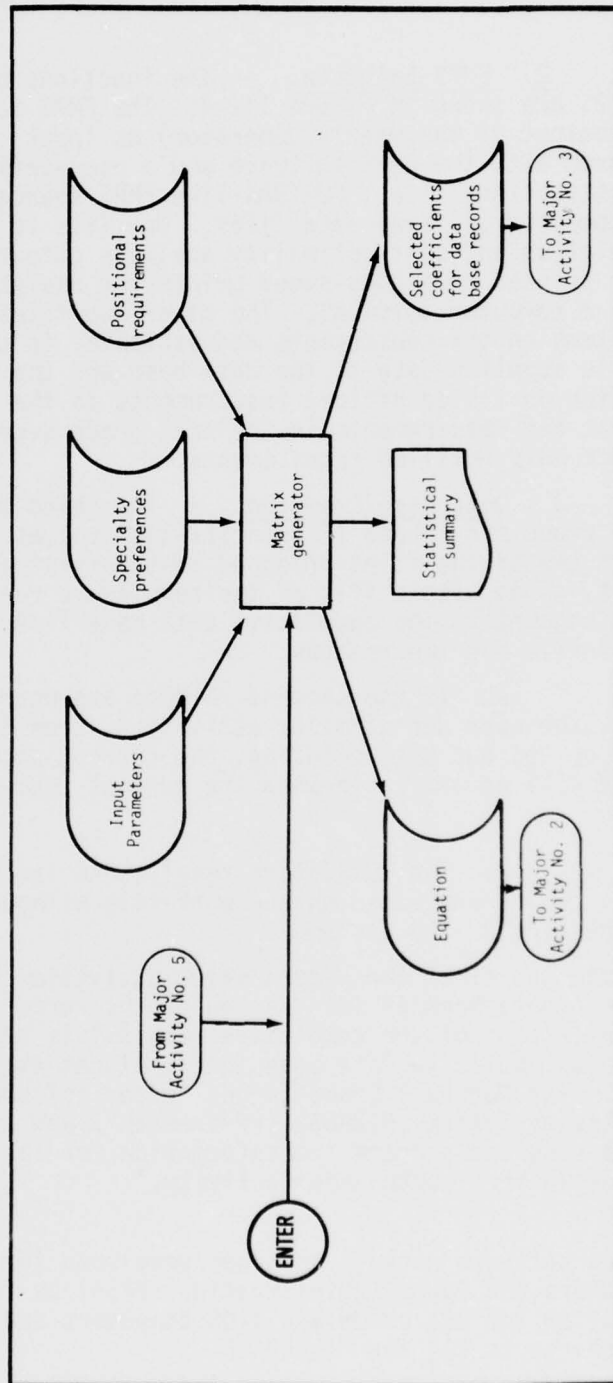 Input
Parameters
Specialty
preferences
Positional
requirements
From Major
Activity No. 5
ENTER
Matrix
generator
Equation
To Major
Activity No. 2
Statistical
summary
Selected
coefficients
for data
base records
To Major
Activity No. 3